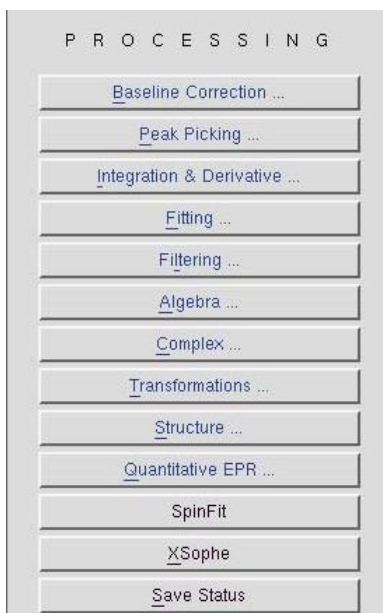 P R O C E S S I N G
Baseline Correction ...
Peak Picking ...
Integration & Derivative ...
Fitting ...
Filtering ...
Algebra ...
Complex ...
Transformations ...
Structure ...
Quantitative EPR ...
SpinFit
XSophe
Save Status